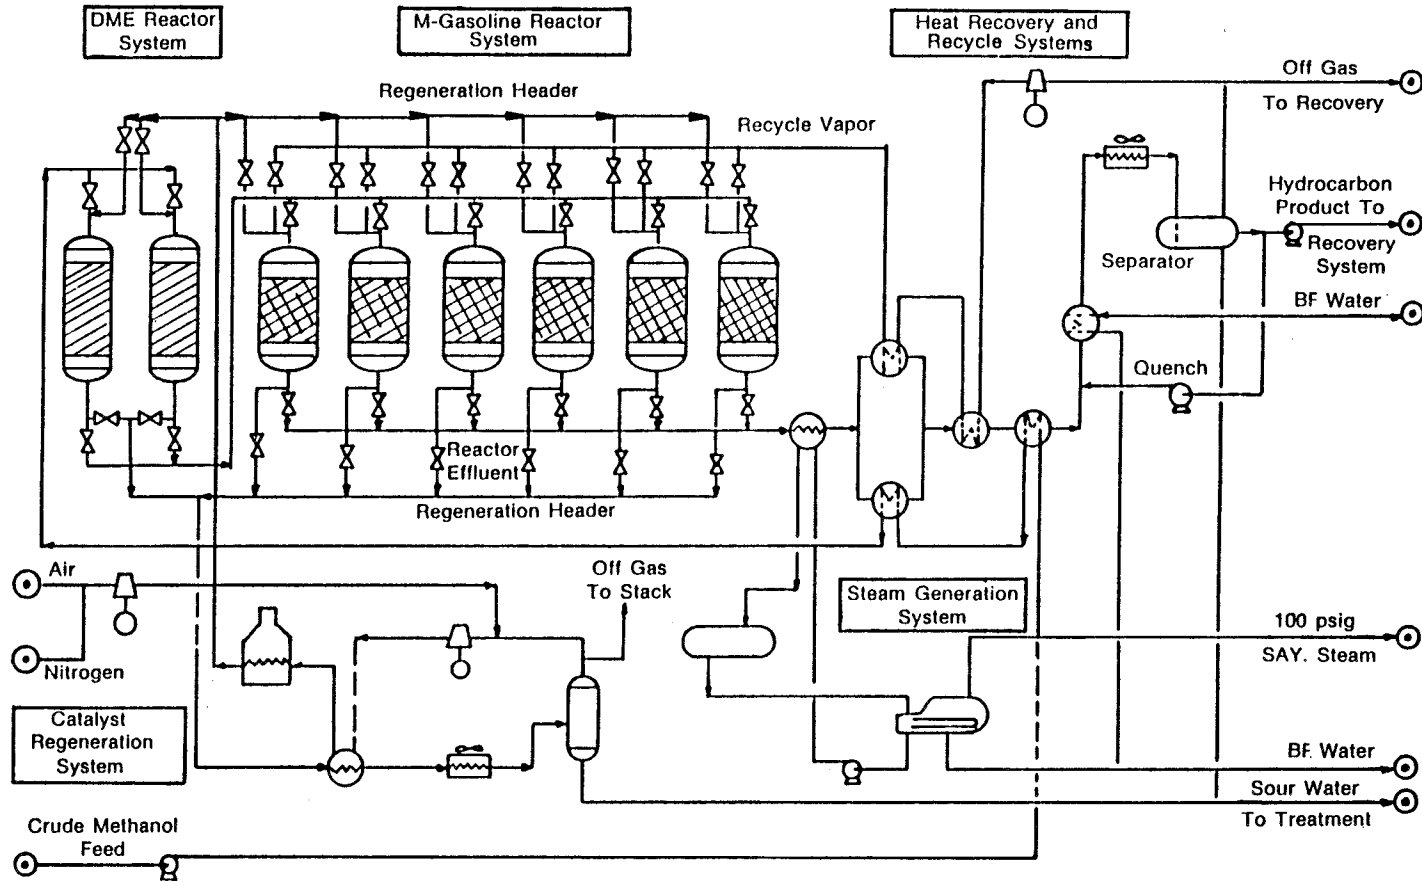 DME Reactor
System
M-Gasoline Reactor
System
Heat Recovery and
Recycle Systems
Off Gas
To Recovery
Regeneration Header
Recycle Vapor
Hydrocarbon
Product To
Recovery
System
Separator
BF Water
Quench
Reactor
Effluent
Regeneration Header
Air
Off Gas
To Stack
Steam Generation
System
100 psig
SAY. Steam
Nitrogen
Catalyst
Regeneration
System
BF. Water
Sour Water
To Treatment
Crude Methanol
Feed